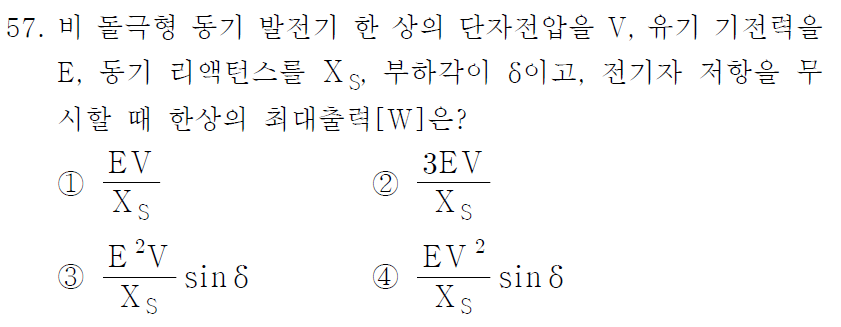 57. 비 돌극형 동기 발전기 한 상의 단자전압을 V, 유기 기전력을
E, 동기 리액턴스를 X_S, 부하각이 δ이고, 전기자 저항을 무
시할 때 한상의 최대출력[W]은?
① EV/X_S ② 3EV/X_S
③ E²V/X_S sinδ ④ EV²/X_S sinδ